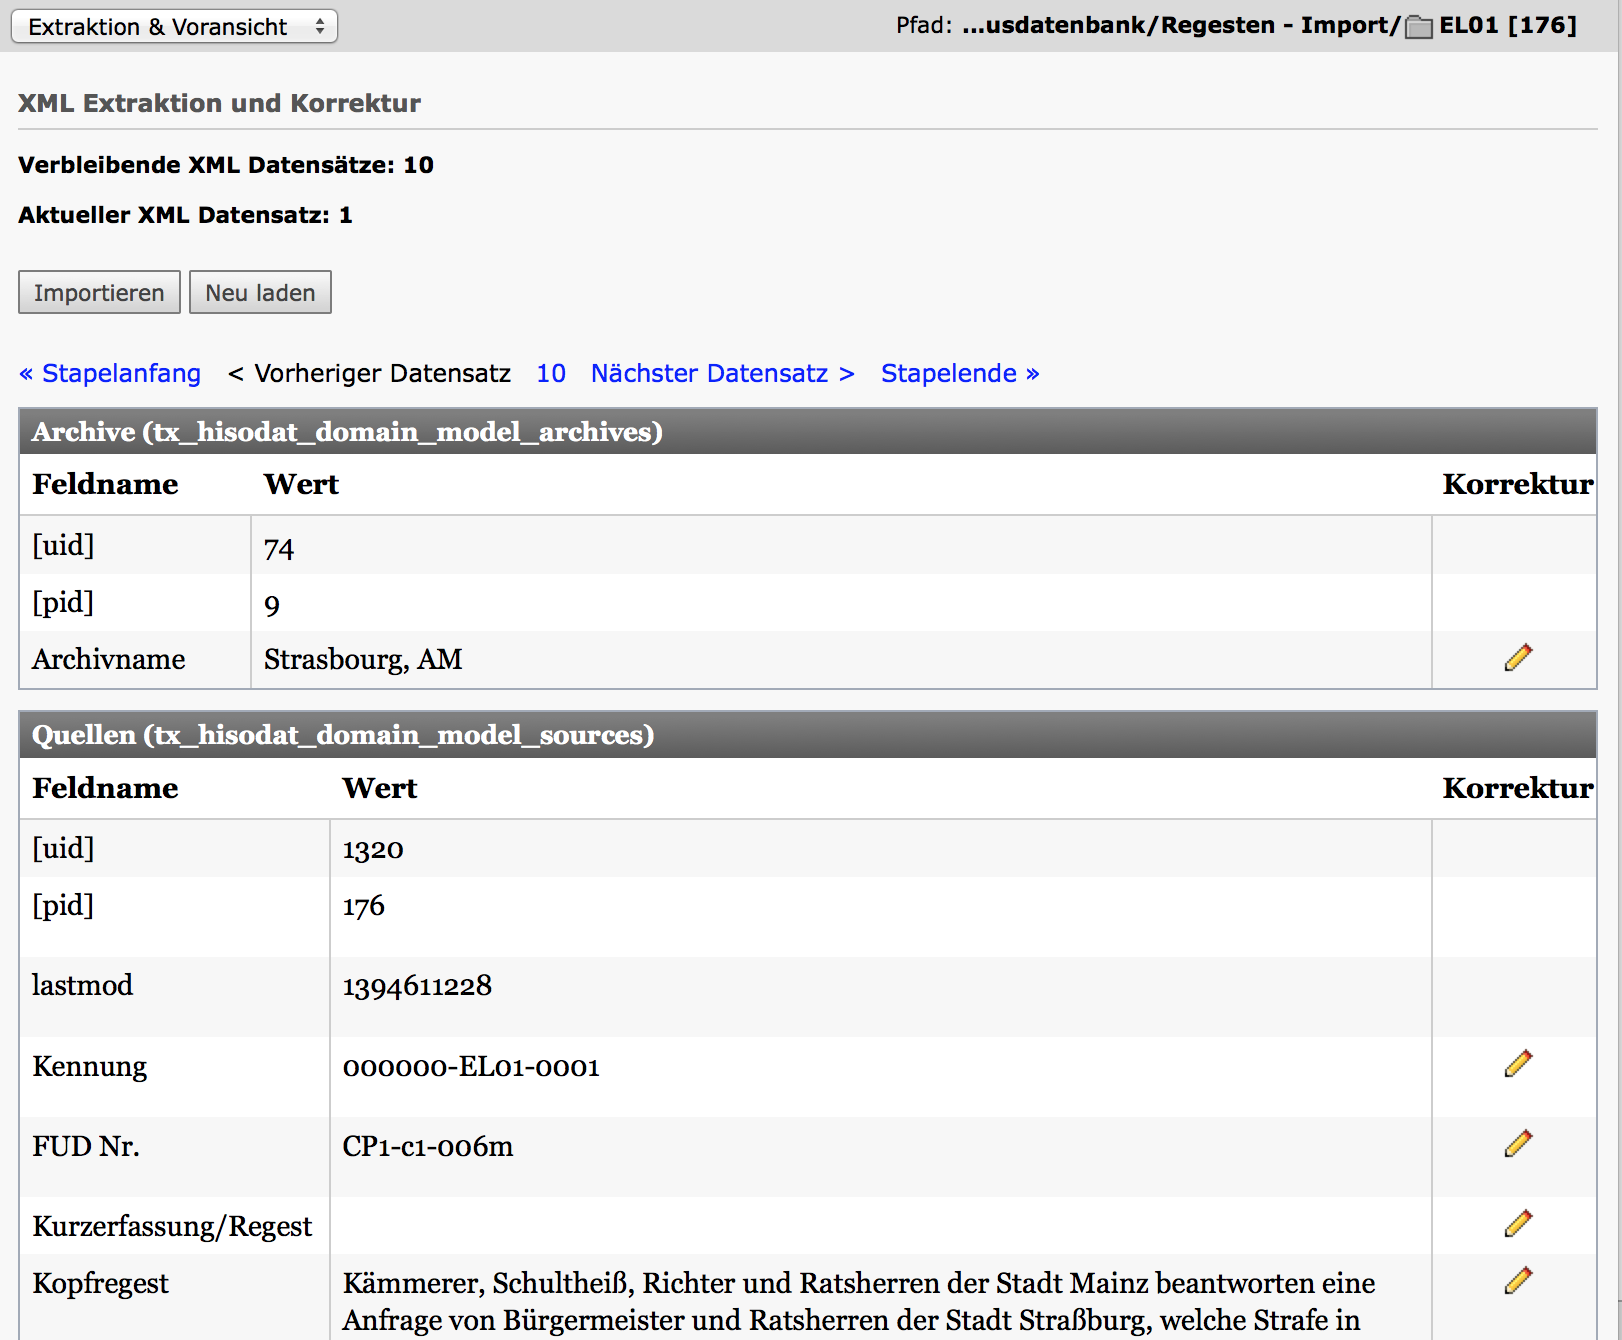 Extraktion & Voransicht
Pfad: ...usdatenbank/Regesten - Import/ EL01 [176]
XML Extraktion und Korrektur
Verbleibende XML Datensätze: 10
Aktueller XML Datensatz: 1
Importieren Neu laden
« Stapelanfang < Vorheriger Datensatz 10 Nächster Datensatz > Stapelende »
Archive (tx_hisodat_domain_model_archives)
Feldname Wert Korrektur
[uid] 74
[pid] 9
Archivname Strasbourg, AM
Quellen (tx_hisodat_domain_model_sources)
Feldname Wert Korrektur
[uid] 1320
[pid] 176
lastmod 1394611228
Kennung 000000-EL01-0001
FUD Nr. CP1-c1-006m
Kurzerfassung/Regest
Kopfregest Kämmerer, Schultheiß, Richter und Ratsherren der Stadt Mainz beantworten eine
Anfrage von Bürgermeister und Ratsherren der Stadt Straßburg, welche Strafe in